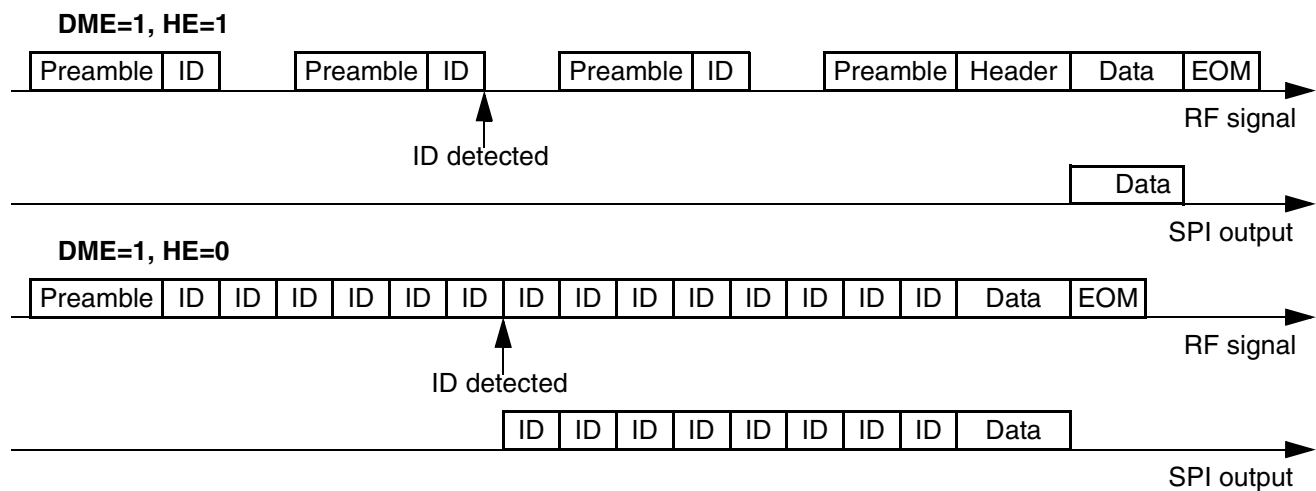 DME=1, HE=1
Preamble ID Preamble ID Preamble ID Preamble Header Data EOM
RF signal
ID detected
Data
SPI output
DME=1, HE=0
Preamble ID ID ID ID ID ID ID ID ID ID ID ID ID ID Data EOM
RF signal
ID detected
ID ID ID ID ID ID ID ID Data
SPI output